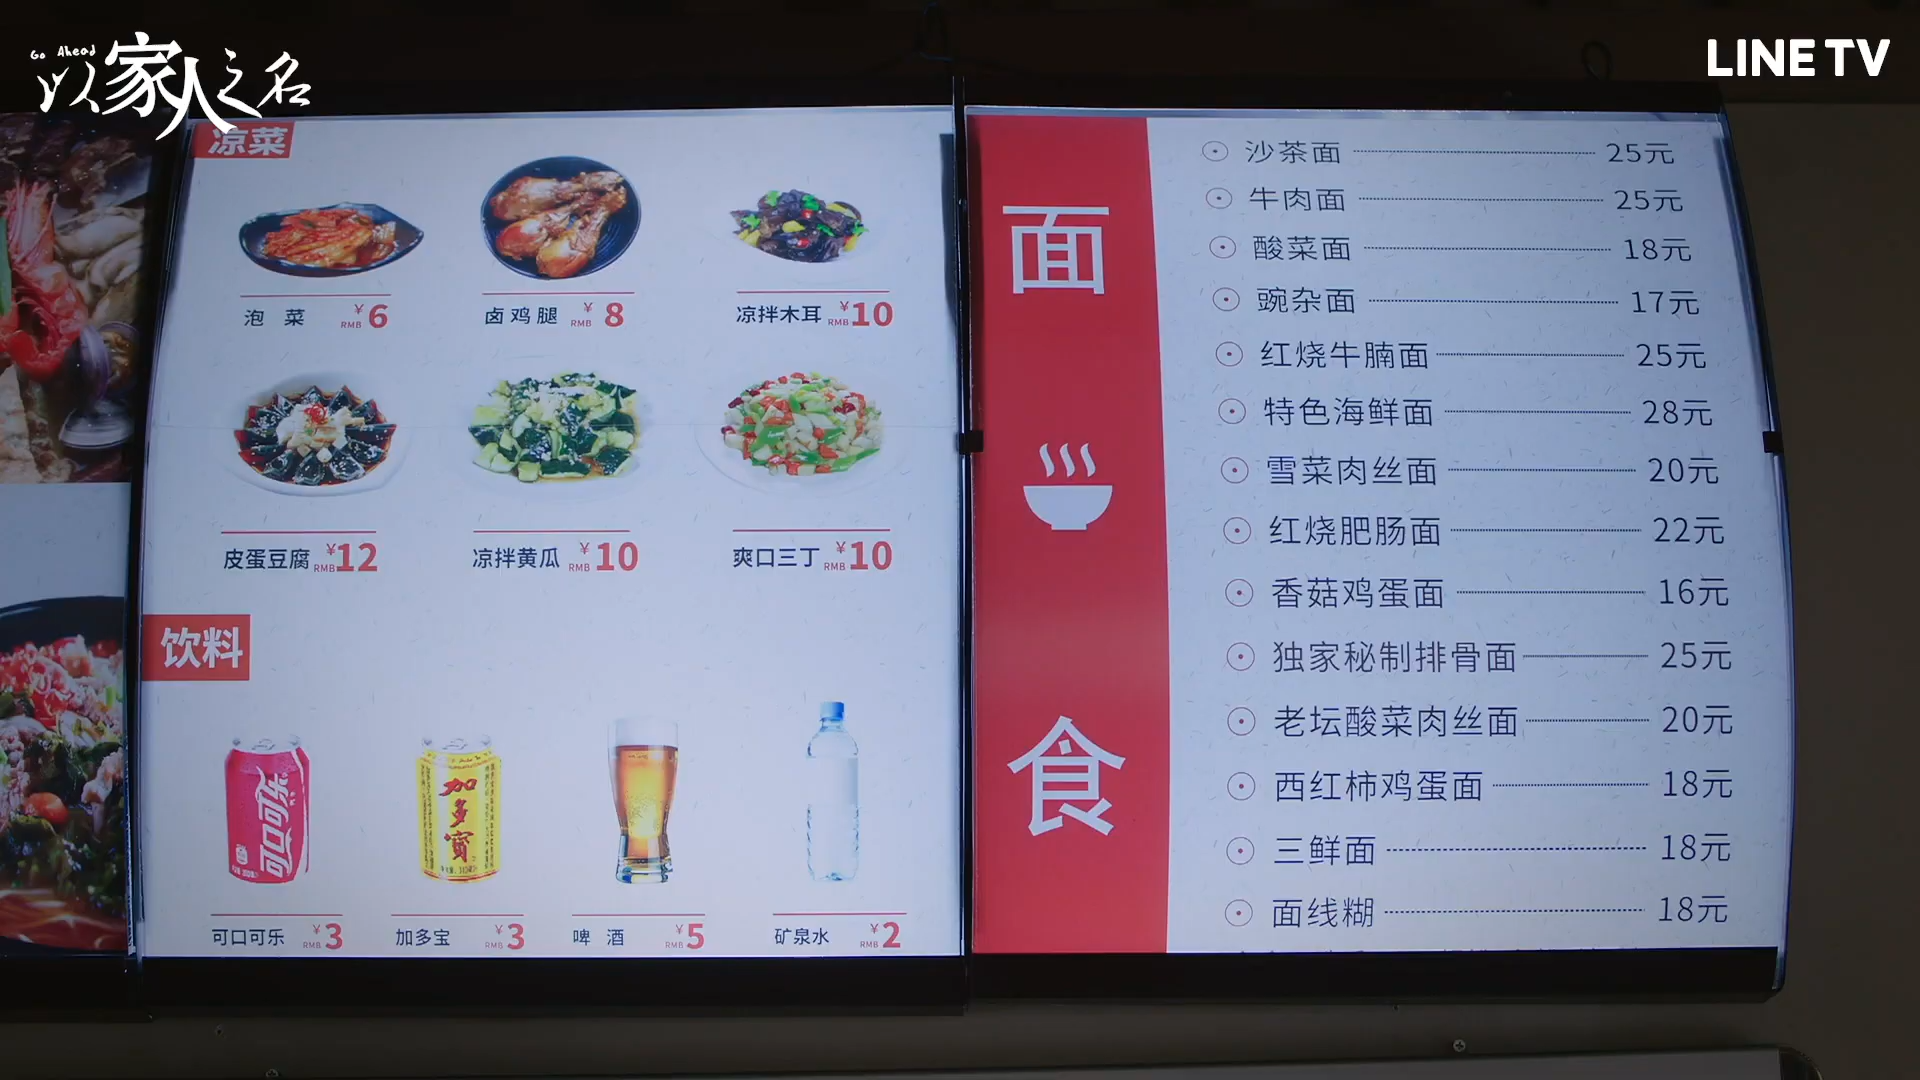 Go Ahead
以家人之名
LINE TV
凉菜
泡菜 ¥ RMB 6
卤鸡腿 ¥ RMB 8
凉拌木耳 ¥ RMB 10
皮蛋豆腐 ¥ RMB 12
凉拌黄瓜 ¥ RMB 10
爽口三丁 ¥ RMB 10
饮料
可口可乐
加多寶
可口可乐 ¥ RMB 3
加多宝 ¥ RMB 3
啤酒 ¥ RMB 5
矿泉水 ¥ RMB 2
面食
沙茶面 25元
牛肉面 25元
酸菜面 18元
豌杂面 17元
红烧牛腩面 25元
特色海鲜面 28元
雪菜肉丝面 20元
红烧肥肠面 22元
香菇鸡蛋面 16元
独家秘制排骨面 25元
老坛酸菜肉丝面 20元
西红柿鸡蛋面 18元
三鲜面 18元
面线糊 18元